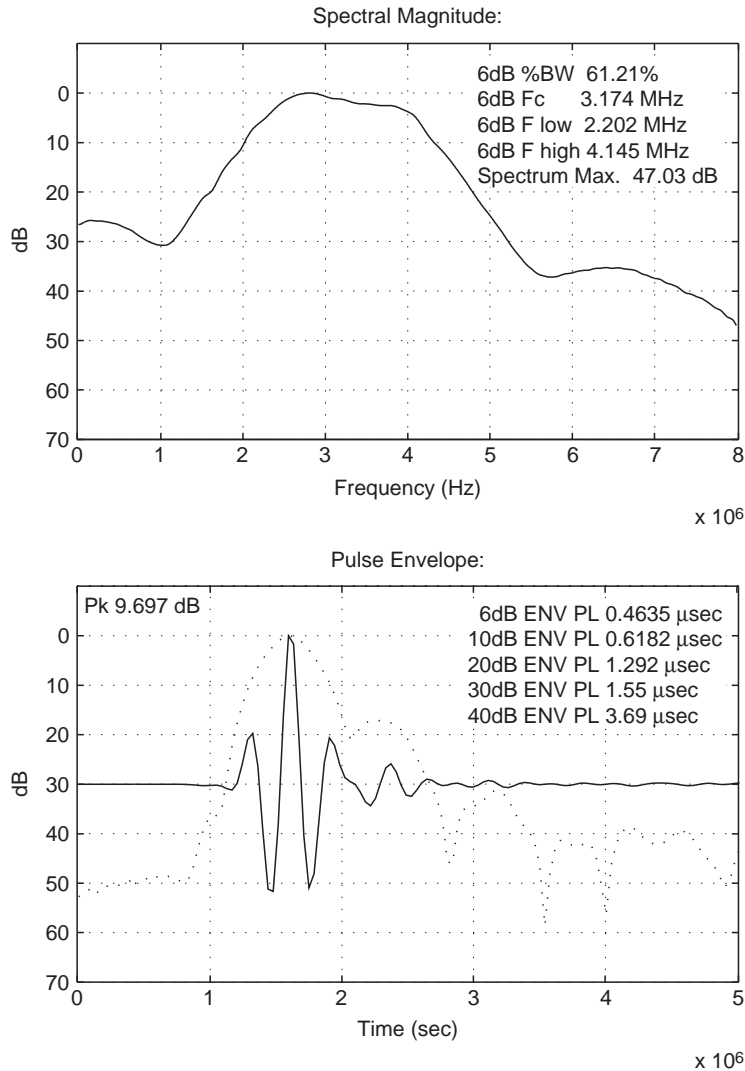 Spectral Magnitude:
6dB %BW 61.21%
6dB Fc 3.174 MHz
6dB F low 2.202 MHz
6dB F high 4.145 MHz
Spectrum Max. 47.03 dB
0
10
20
30
40
50
60
70
dB
0 1 2 3 4 5 6 7 8
Frequency (Hz)
x 10⁶
Pulse Envelope:
Pk 9.697 dB
6dB ENV PL 0.4635 μsec
10dB ENV PL 0.6182 μsec
20dB ENV PL 1.292 μsec
30dB ENV PL 1.55 μsec
40dB ENV PL 3.69 μsec
0
10
20
30
40
50
60
70
dB
0 1 2 3 4 5
Time (sec)
x 10⁶